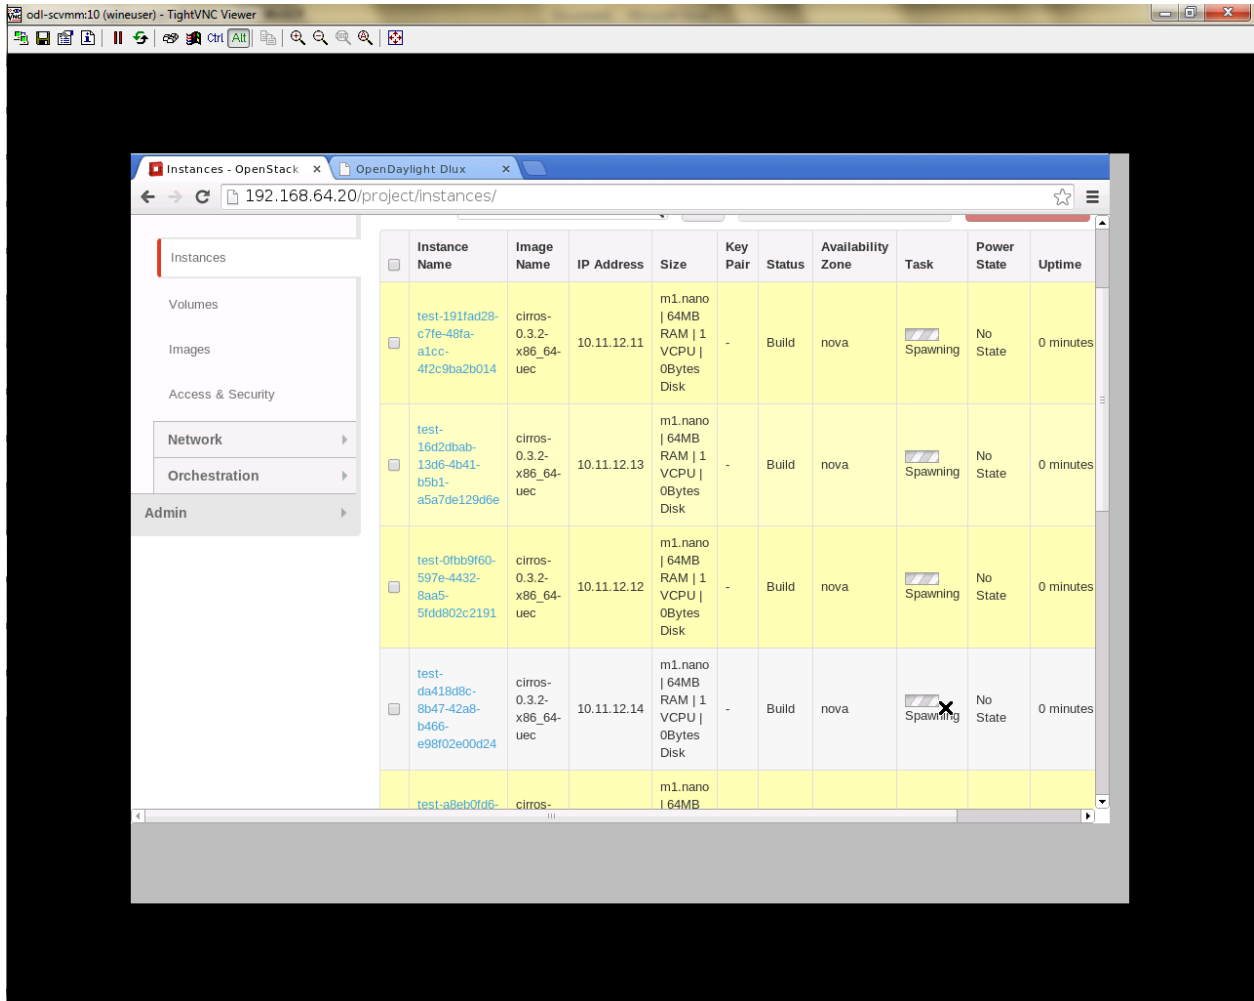 odl-scvmm:10 (wineuser) - TightVNC Viewer
Ctrl Alt
Instances - OpenStack
OpenDaylight Dlux
192.168.64.20/project/instances/
Instances
Volumes
Images
Access & Security
Network
Orchestration
Admin
Instance Name
Image Name
IP Address
Size
Key Pair
Status
Availability Zone
Task
Power State
Uptime
test-191fad28-
c7fe-48fa-
a1cc-
4f2c9ba2b014
cirros-
0.3.2-
x86_64-
uec
10.11.12.11
m1.nano
| 64MB
RAM | 1
VCPU |
0Bytes
Disk
-
Build
nova
Spawning
No
State
0 minutes
test-
16d2dbab-
13d6-4b41-
b5b1-
a5a7de129d6e
cirros-
0.3.2-
x86_64-
uec
10.11.12.13
m1.nano
| 64MB
RAM | 1
VCPU |
0Bytes
Disk
-
Build
nova
Spawning
No
State
0 minutes
test-0fbb9f60-
597e-4432-
8aa5-
5fdd802c2191
cirros-
0.3.2-
x86_64-
uec
10.11.12.12
m1.nano
| 64MB
RAM | 1
VCPU |
0Bytes
Disk
-
Build
nova
Spawning
No
State
0 minutes
test-
da418d8c-
8b47-42a8-
b466-
e98f02e00d24
cirros-
0.3.2-
x86_64-
uec
10.11.12.14
m1.nano
| 64MB
RAM | 1
VCPU |
0Bytes
Disk
-
Build
nova
Spawning
No
State
0 minutes
test-a8eb0fd6-
cirros-
m1.nano
| 64MB